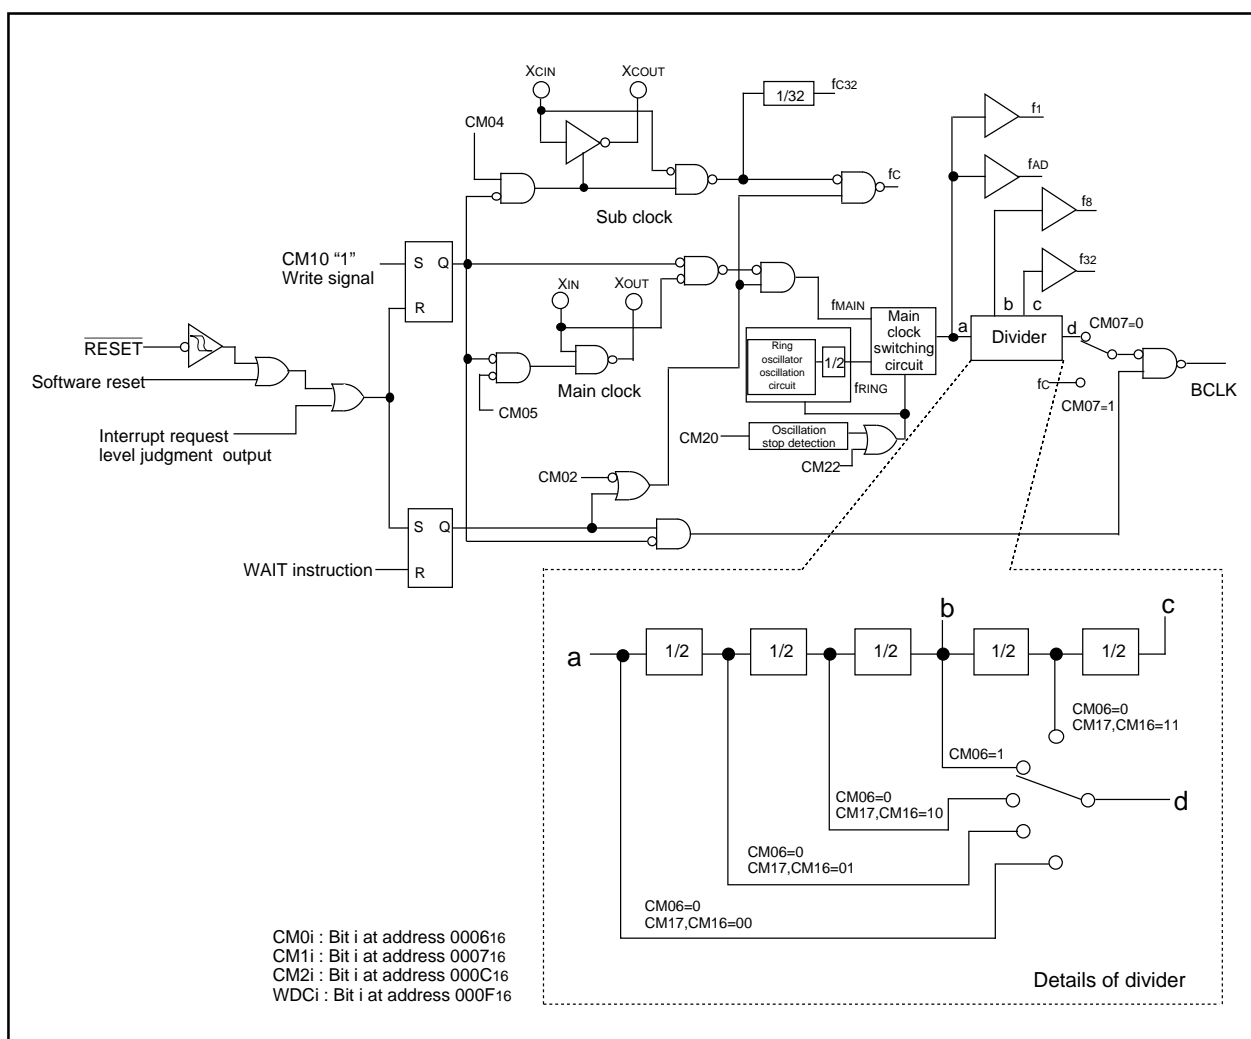 XCIN
XCOUT
1/32
fC32
f1
CM04
fAD
fC
f8
Sub clock
CM10 “1”
Write signal
S
Q
R
XIN
XOUT
f32
fMAIN
b
c
Main
clock
switching
circuit
a
Divider
d
CM07=0
RESET
Ring
oscillator
oscillation
circuit
1/2
fRING
Software reset
Main clock
fC
CM07=1
BCLK
CM05
Interrupt request
level judgment output
CM20
Oscillation
stop detection
CM22
CM02
S
Q
R
WAIT instruction
b
c
a
1/2
1/2
1/2
1/2
1/2
CM06=0
CM17,CM16=11
CM06=1
CM06=0
CM17,CM16=10
d
CM06=0
CM17,CM16=01
CM06=0
CM17,CM16=00
CM0i : Bit i at address 000616
CM1i : Bit i at address 000716
CM2i : Bit i at address 000C16
WDCi : Bit i at address 000F16
Details of divider